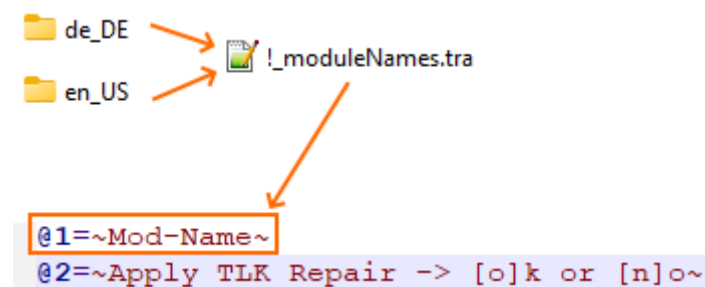 de_DE
!_moduleNames.tra
en_US
@1=~Mod-Name~
@2=~Apply TLK Repair -> [o]k or [n]o~